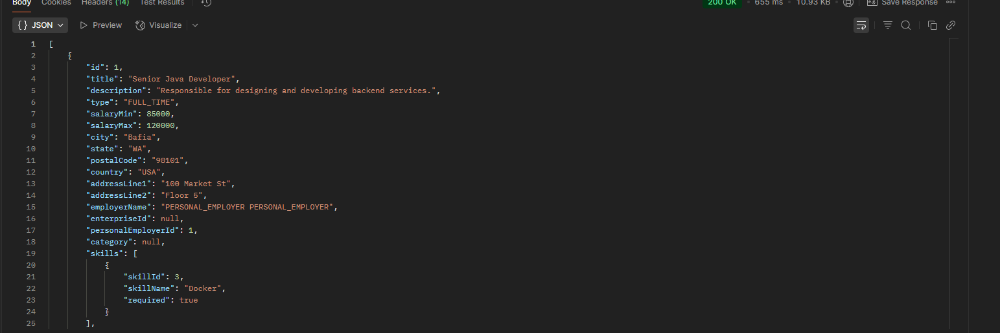 Body Cookies Headers (14) Test Results 200 OK • 655 ms • 10.93 KB • e.g. Save Response
{} JSON Preview Visualize
1 [
2 {
3 "id": 1,
4 "title": "Senior Java Developer",
5 "description": "Responsible for designing and developing backend services.",
6 "type": "FULL_TIME",
7 "salaryMin": 85000,
8 "salaryMax": 120000,
9 "city": "Bafia",
10 "state": "WA",
11 "postalCode": "98101",
12 "country": "USA",
13 "addressLine1": "100 Market St",
14 "addressLine2": "Floor 5",
15 "employerName": "PERSONAL_EMPLOYER PERSONAL_EMPLOYER",
16 "enterpriseId": null,
17 "personalEmployerId": 1,
18 "category": null,
19 "skills": [
20 {
21 "skillId": 3,
22 "skillName": "Docker",
23 "required": true
24 }
25 ],